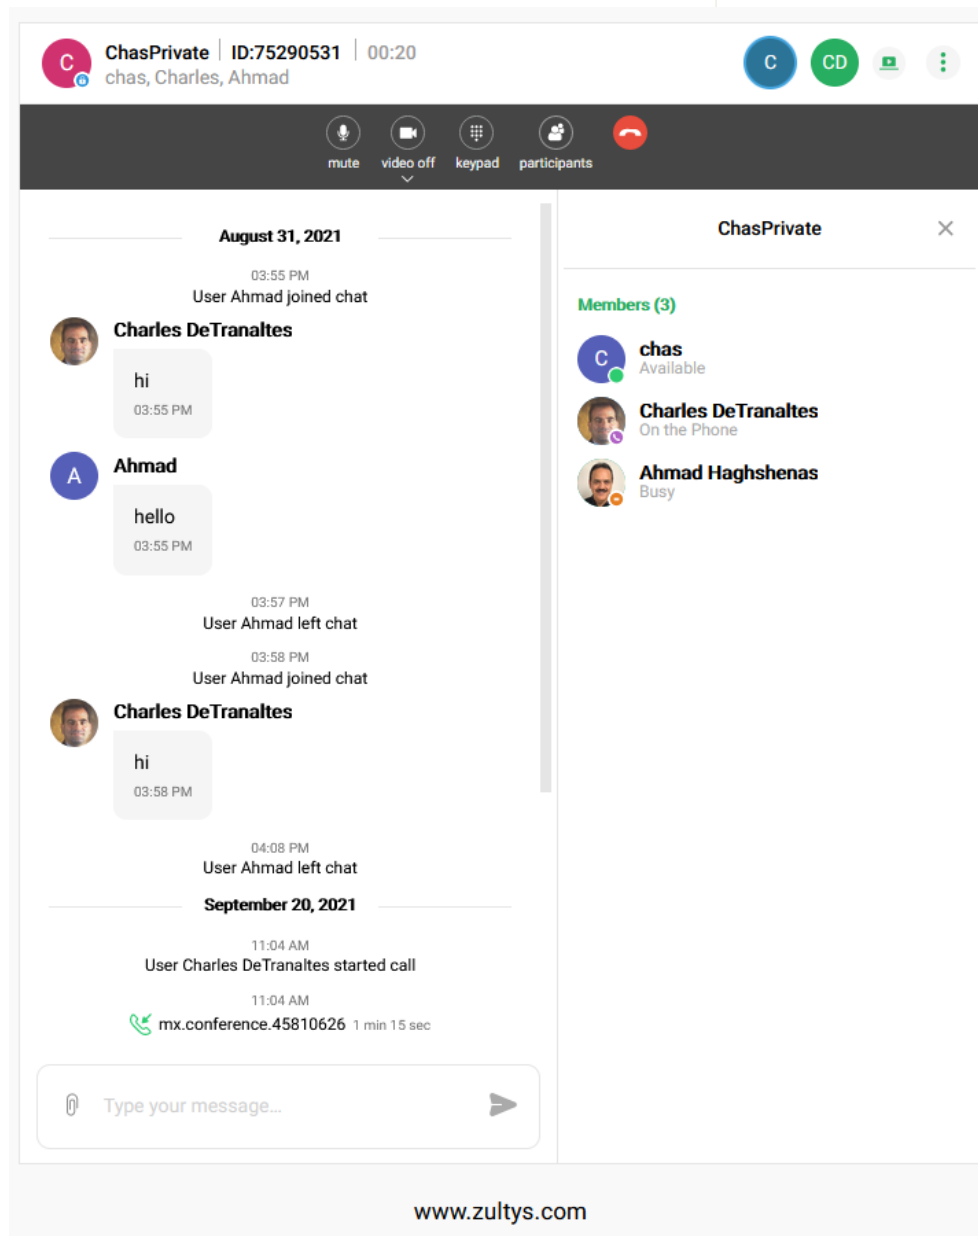 C ChasPrivate ID:75290531 00:20 C CD
chas, Charles, Ahmad
mute video off keypad participants
August 31, 2021
03:55 PM
User Ahmad joined chat
Charles DeTranaltes
hi
03:55 PM
A Ahmad
hello
03:55 PM
03:57 PM
User Ahmad left chat
03:58 PM
User Ahmad joined chat
Charles DeTranaltes
hi
03:58 PM
04:08 PM
User Ahmad left chat
September 20, 2021
11:04 AM
User Charles DeTranaltes started call
11:04 AM
mx.conference.45810626 1 min 15 sec
Type your message...
ChasPrivate
Members (3)
C chas
Available
Charles DeTranaltes
On the Phone
Ahmad Haghshenas
Busy
www.zultys.com